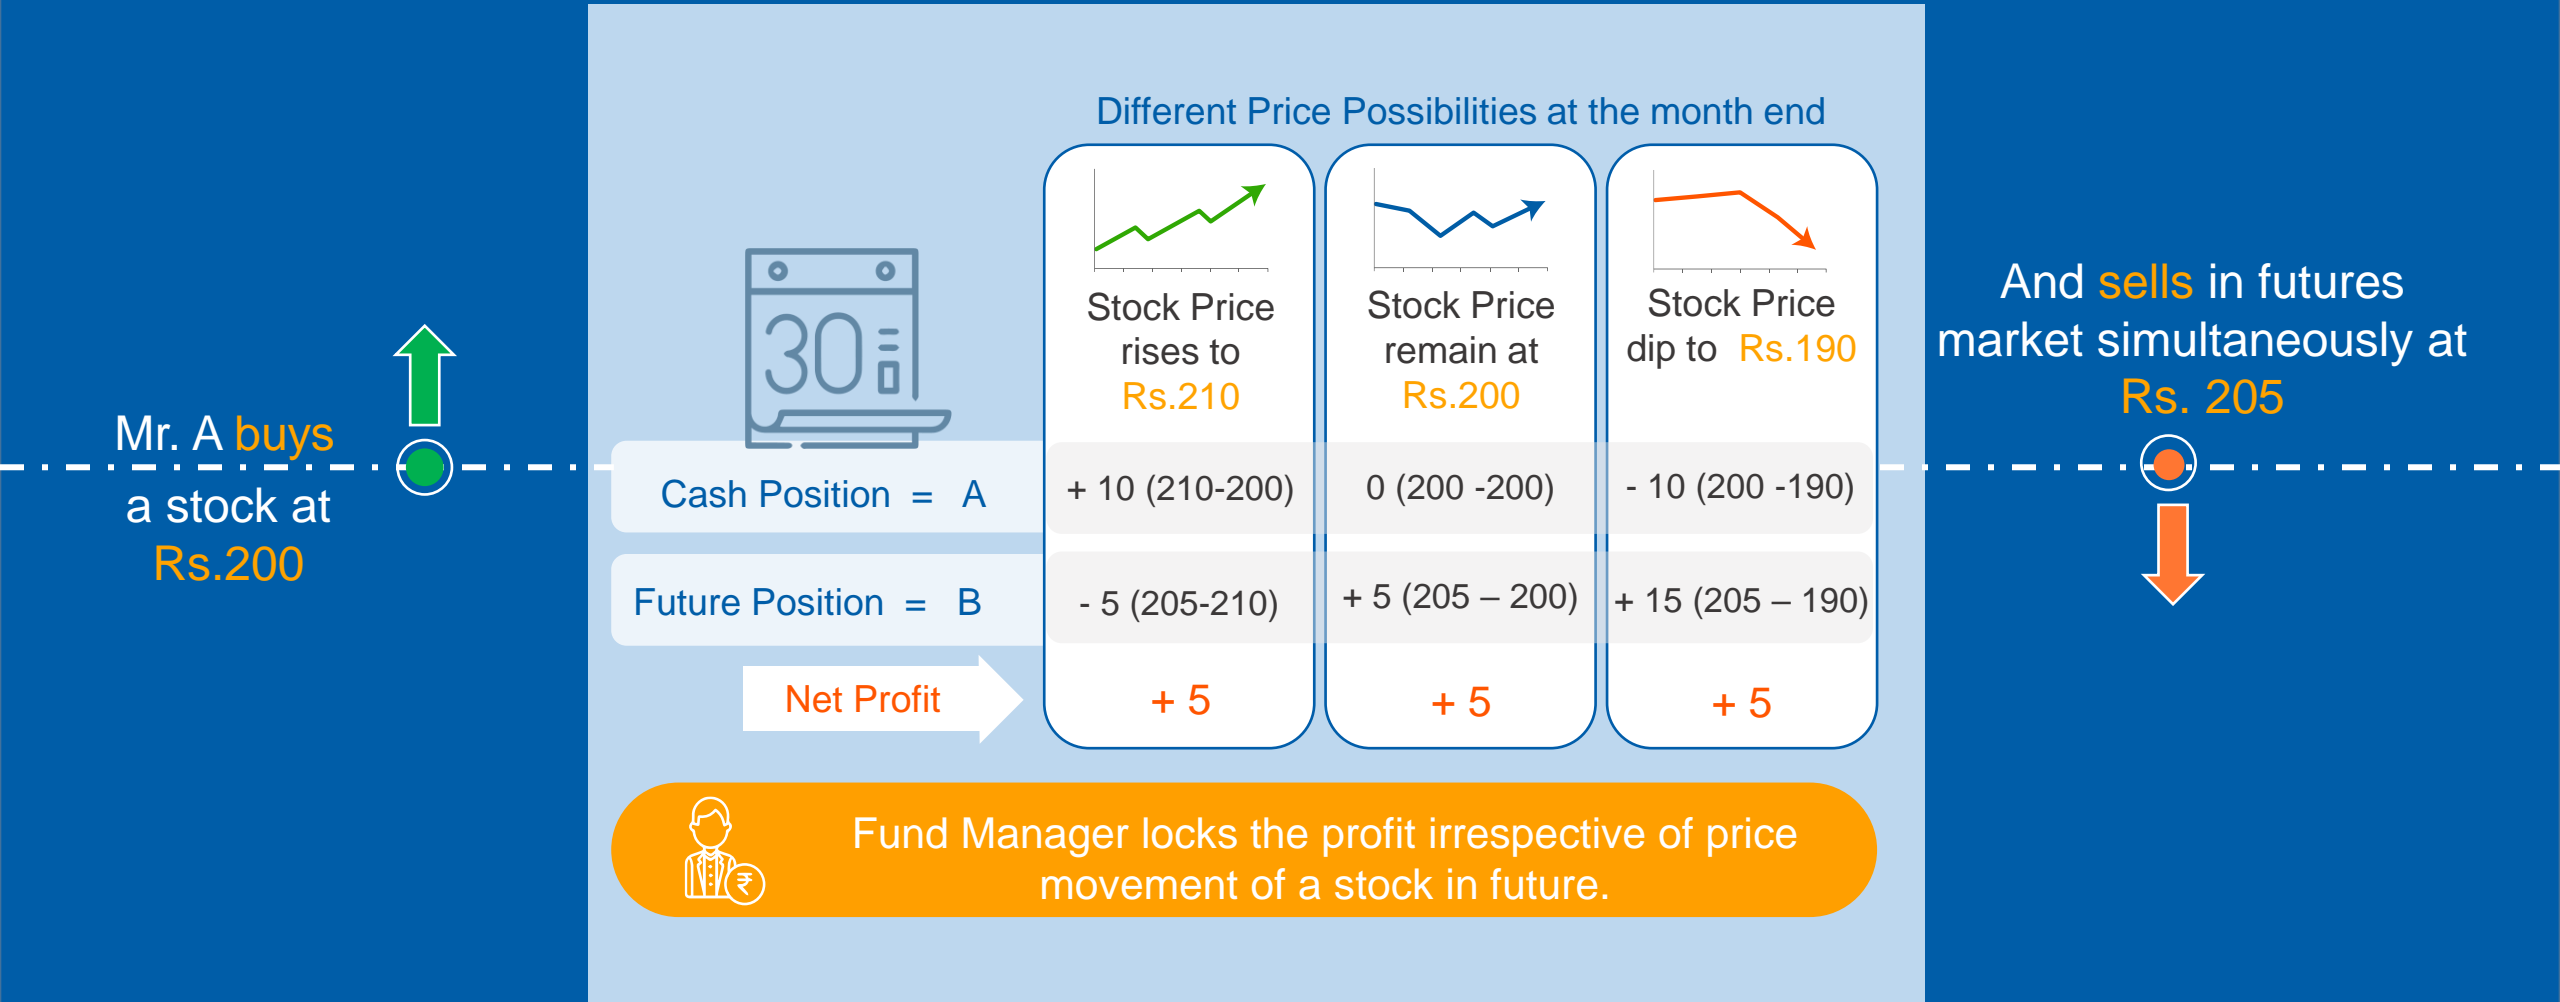 Mr. A buys
a stock at
Rs.200
Different Price Possibilities at the month end
30
Stock Price
rises to
Rs.210
Stock Price
remain at
Rs.200
Stock Price
dip to Rs.190
Cash Position = A
+ 10 (210-200)
0 (200 -200)
- 10 (200 -190)
Future Position = B
- 5 (205-210)
+ 5 (205 – 200)
+ 15 (205 – 190)
Net Profit
+ 5
+ 5
+ 5
₹
Fund Manager locks the profit irrespective of price
movement of a stock in future.
And sells in futures
market simultaneously at
Rs. 205